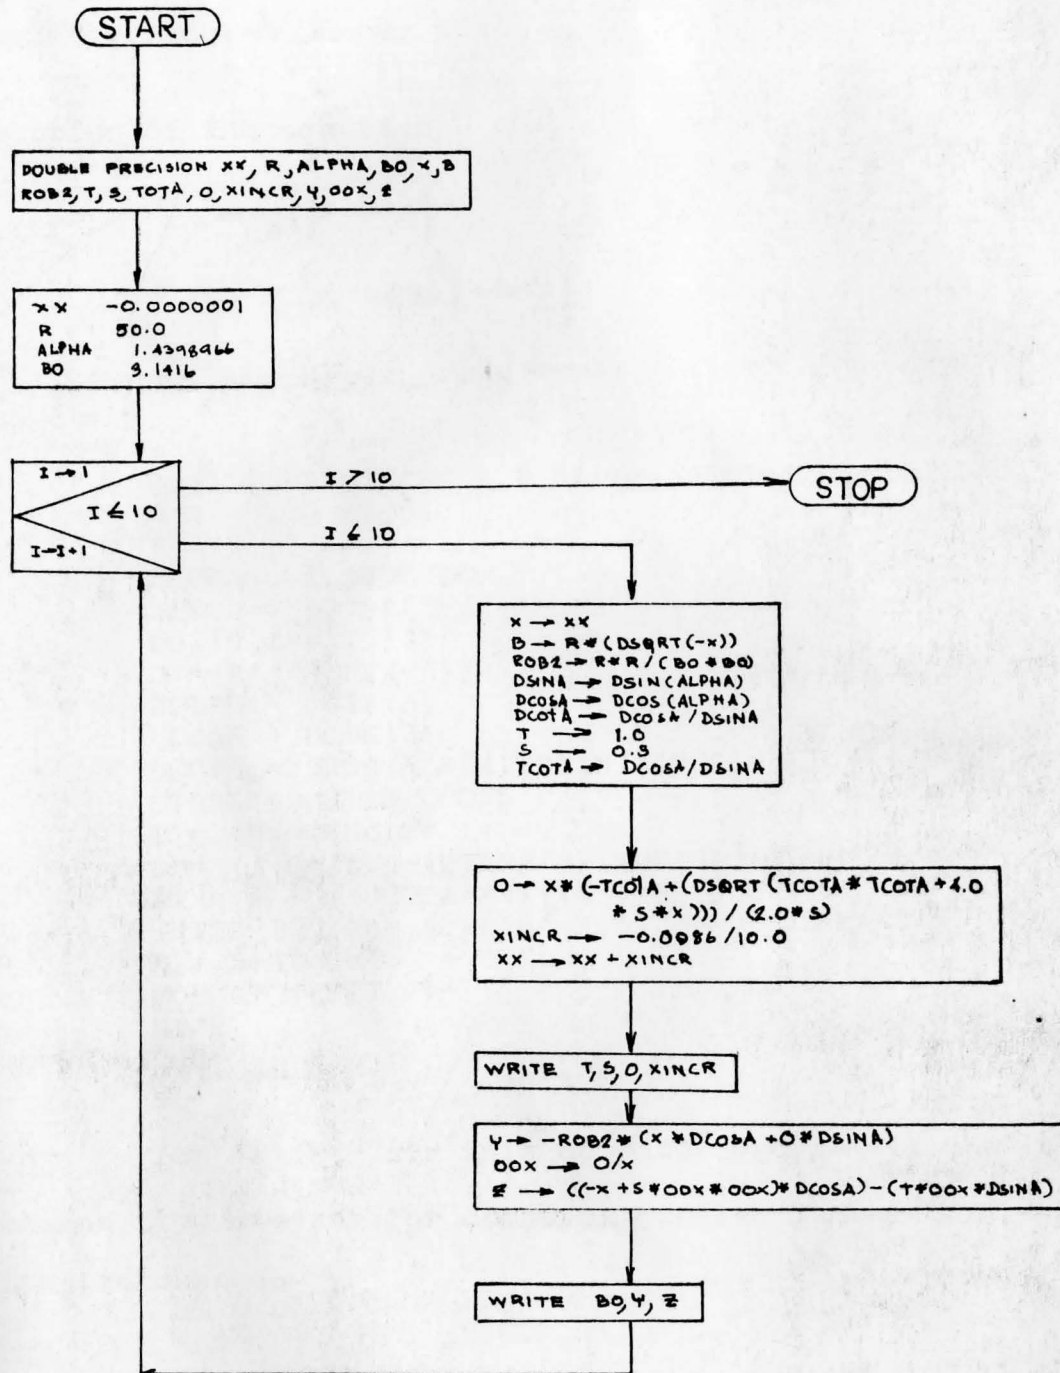 START
DOUBLE PRECISION XX, R, ALPHA, BO, X, B
ROB2, T, S, TOTA, O, XINCR, Y, OOX, Z
XX -0.0000001
R 50.0
ALPHA 1.4398966
BO 3.1416
I → 1
I ≤ 10
I → I + 1
I > 10
STOP
I ≤ 10
X → XX
B → R * (DSQRT(-X))
ROB2 → R * R / (BO * BO)
DSINA → DSIN (ALPHA)
DCOSA → DCOS (ALPHA)
DCOTA → DCOSA / DSINA
T → 1.0
S → 0.3
TCOTA → DCOSA/DSINA
O → X * (-TCOTA + (DSQRT (TCOTA * TCOTA + 4.0
* S * X ))) / (2.0 * S)
XINCR → -0.0086 / 10.0
XX → XX + XINCR
WRITE T, S, O, XINCR
Y → -ROB2 * (X * DCOSA + O * DSINA)
OOX → O/X
Z → ((-X + S * OOX * OOX) * DCOSA) - (T * OOX * DSINA)
WRITE BO, Y, Z